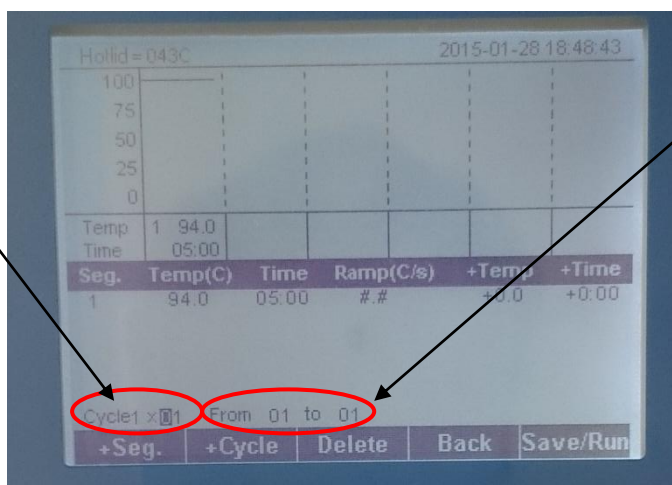 Hotlid=043C 2015-01-28 18:48:43
100
75
50
25
0
Temp 1 94.0
Time 05:00
Seg. Temp(C) Time Ramp(C/s) +Temp +Time
1 94.0 05:00 #.# +0.0 +0:00
Cycle1 ×01 From 01 to 01
+Seg. +Cycle Delete Back Save/Run